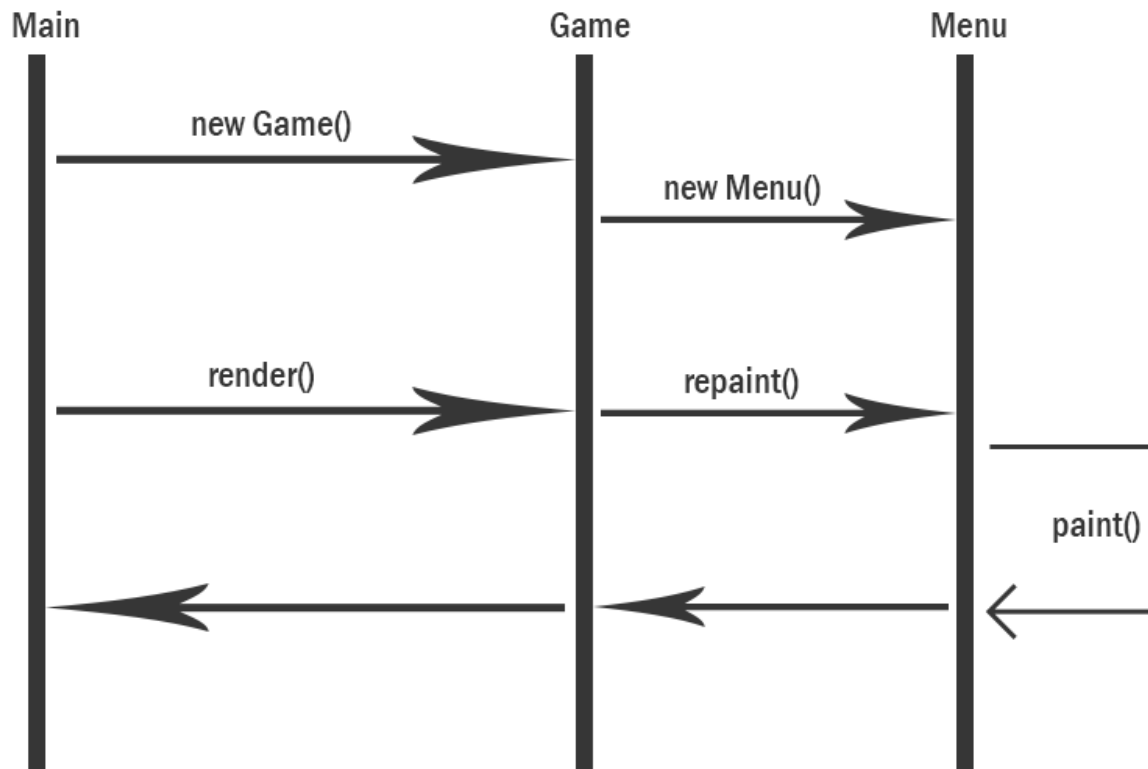 Main
Game
Menu
new Game()
new Menu()
render()
repaint()
paint()